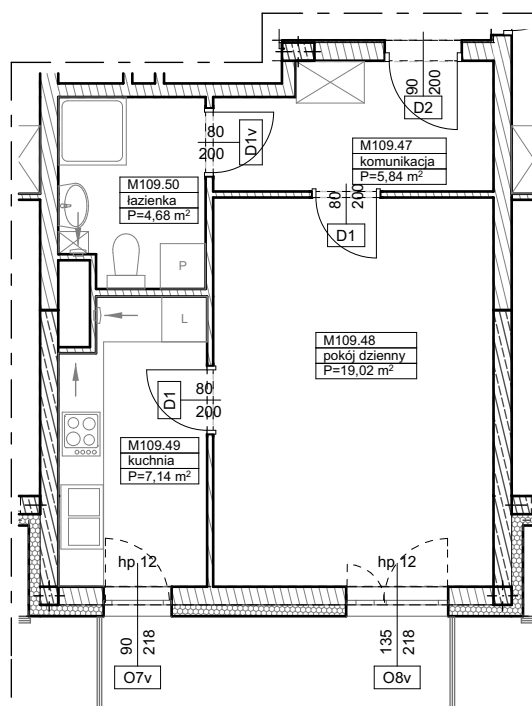 90
200
D2
80
200
D1v
M109.47
komunikacja
P=5,84 m²
M109.50
łazienka
P=4,68 m²
80
200
D1
P
L
M109.48
pokój dzienny
P=19,02 m²
D1
80
200
M109.49
kuchnia
P=7,14 m²
hp 12
hp 12
90
218
135
218
O7v
O8v